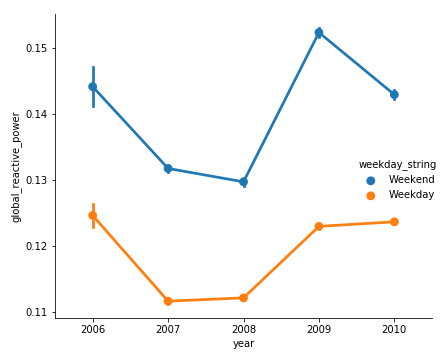 0.15
0.14
0.13
0.12
0.11
global_reactive_power
2006 2007 2008 2009 2010
year
weekday_string
Weekend
Weekday